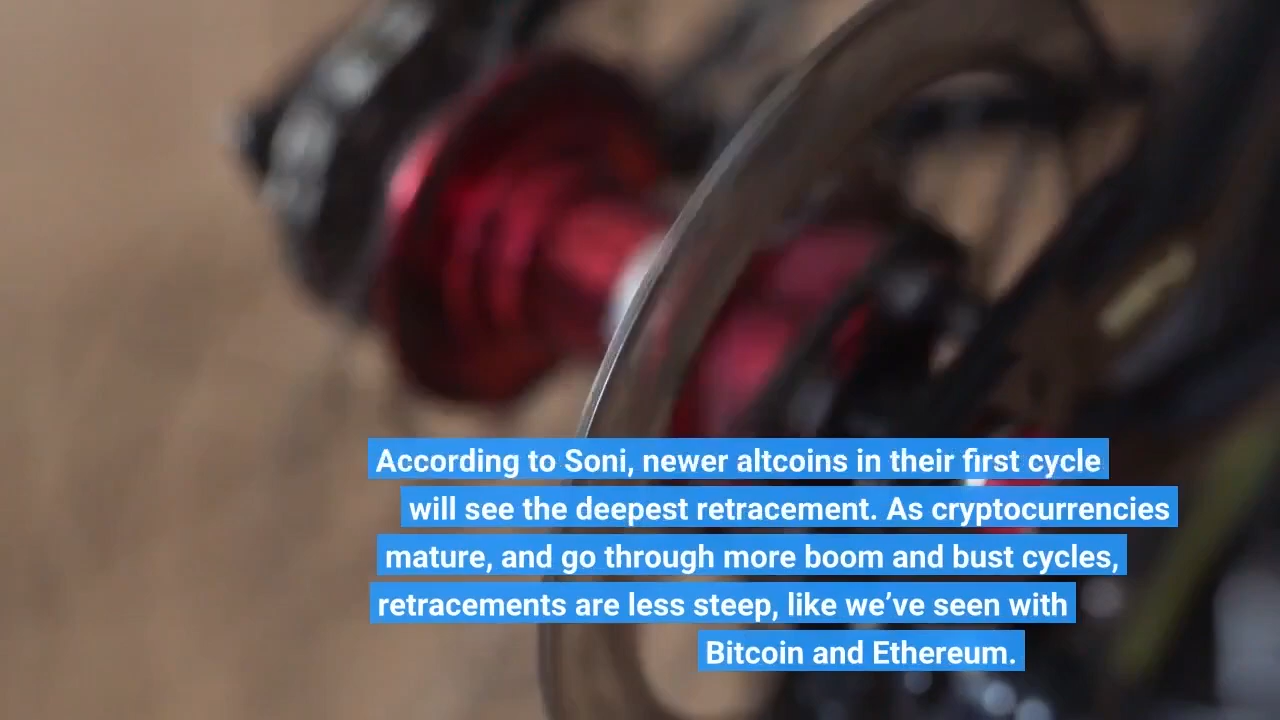 According to Soni, newer altcoins in their first cycle
will see the deepest retracement. As cryptocurrencies
mature, and go through more boom and bust cycles,
retracements are less steep, like we’ve seen with
Bitcoin and Ethereum.